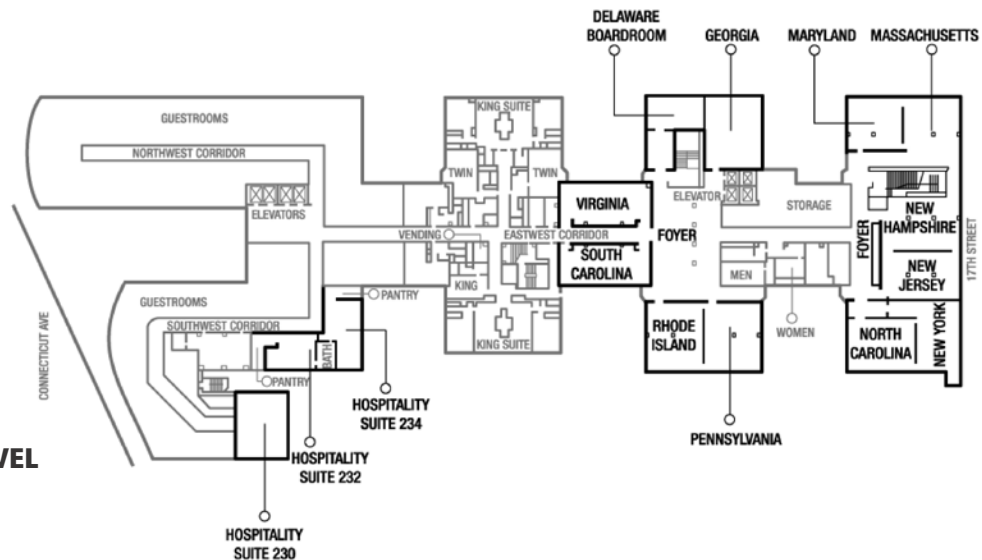 DELAWARE
BOARDROOM
GEORGIA
MARYLAND
MASSACHUSETTS
KING SUITE
GUESTROOMS
NORTHWEST CORRIDOR
TWIN
TWIN
ELEVATORS
VIRGINIA
ELEVATOR
STORAGE
NEW
HAMPSHIRE
VENDING
EASTWEST CORRIDOR
FOYER
FOYER
17TH STREET
SOUTH
CAROLINA
KING
MEN
NEW
JERSEY
GUESTROOMS
PANTRY
SOUTHWEST CORRIDOR
BATH
KING SUITE
RHODE
ISLAND
WOMEN
NORTH
CAROLINA
NEW YORK
CONNECTICUT AVE
PANTRY
HOSPITALITY
SUITE 234
PENNSYLVANIA
VEL
HOSPITALITY
SUITE 232
HOSPITALITY
SUITE 230